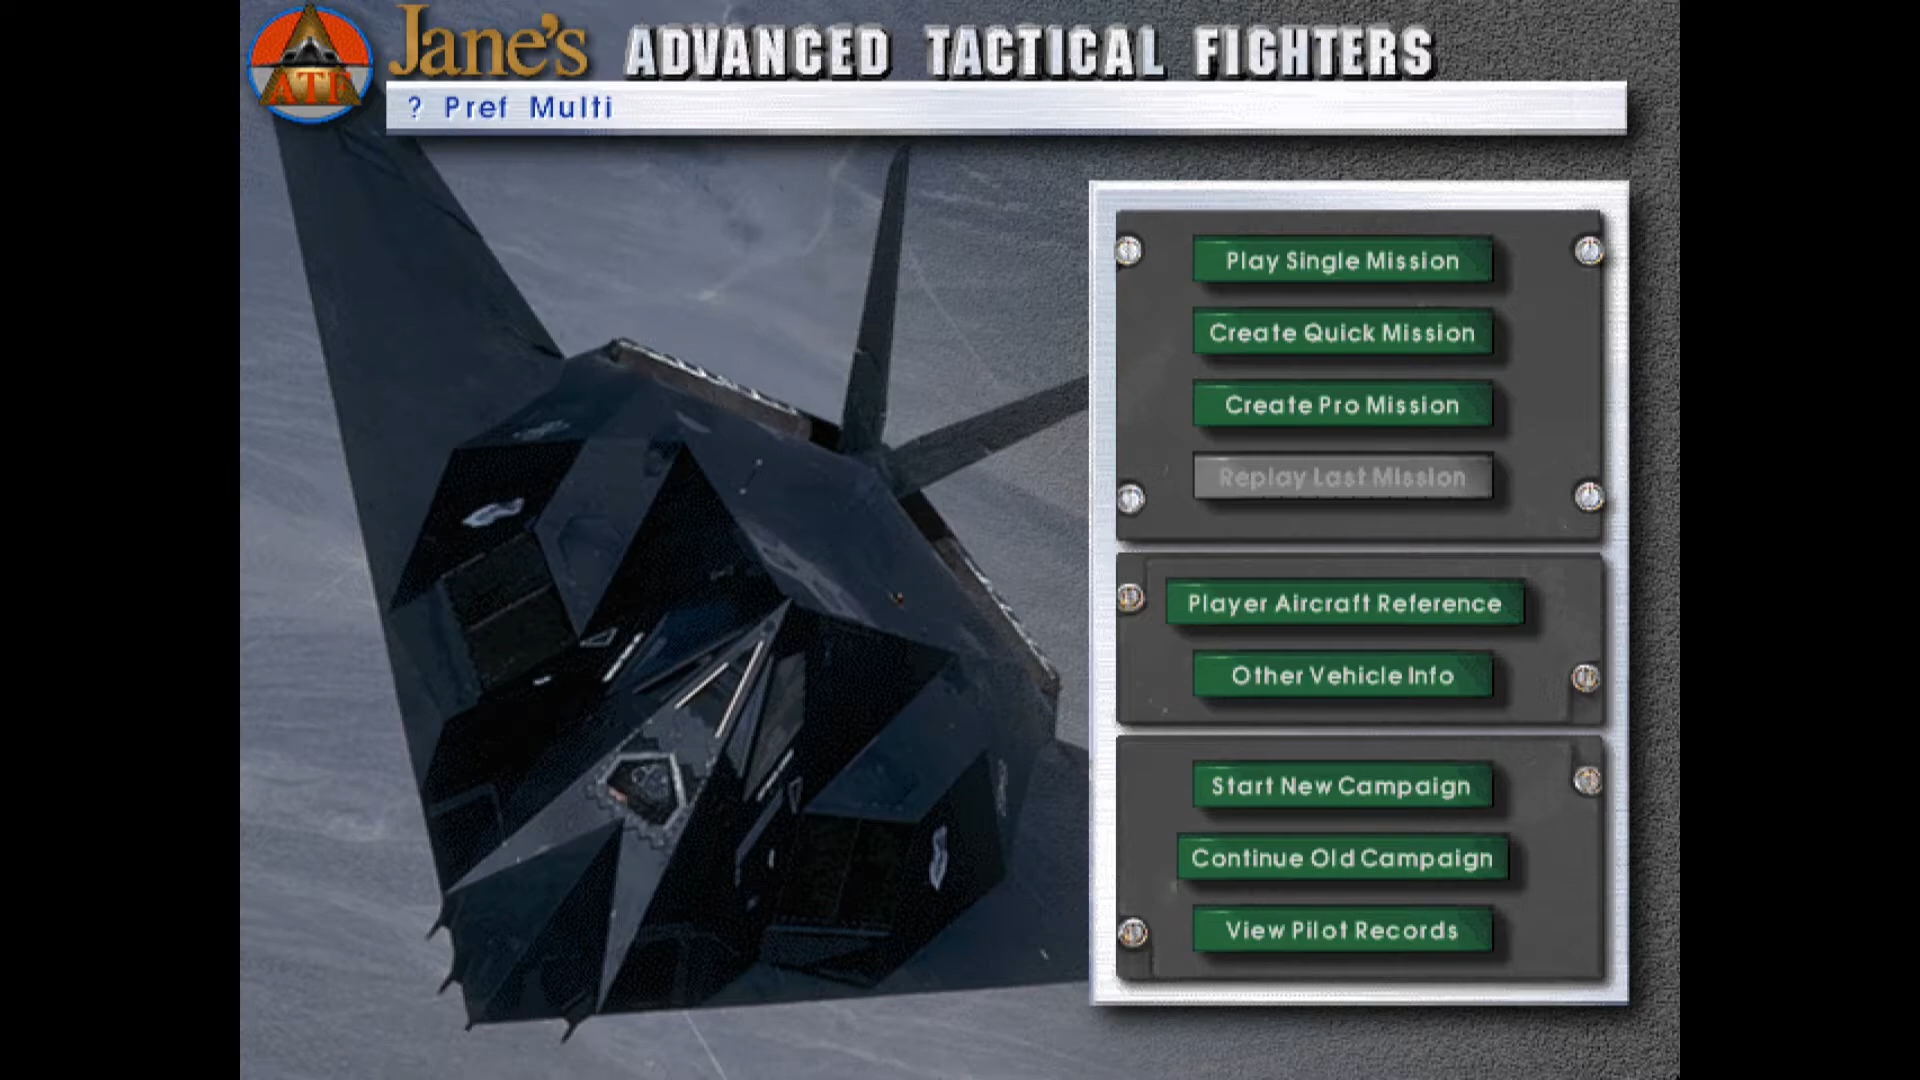 ATF
Jane's ADVANCED TACTICAL FIGHTERS
? Pref Multi
Play Single Mission
Create Quick Mission
Create Pro Mission
Replay Last Mission
Player Aircraft Reference
Other Vehicle Info
Start New Campaign
Continue Old Campaign
View Pilot Records